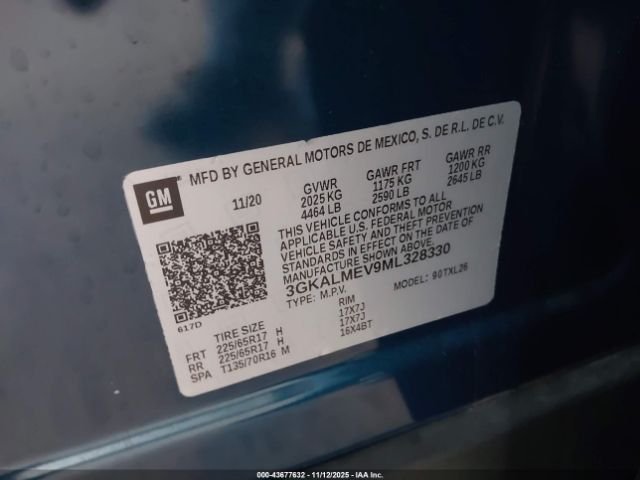 MFD BY GENERAL MOTORS DE MEXICO, S. DE R.L. DE C.V.
GM
11/20 GVWR GAWR FRT GAWR RR
2025 KG 1175 KG 1200 KG
4464 LB 2590 LB 2645 LB
THIS VEHICLE CONFORMS TO ALL
APPLICABLE U.S. FEDERAL MOTOR
VEHICLE SAFETY AND THEFT PREVENTION
STANDARDS IN EFFECT ON THE DATE OF
MANUFACTURE SHOWN ABOVE.
3GKALMEV9ML328330
TYPE: M.P.V. MODEL: 90TXL26
617D
TIRE SIZE RIM
FRT 225/65R17 H 17X7J
RR 225/65R17 H 17X7J
SPA T135/70R16 M 16X4BT
000-43677632 - 11/12/2025 - IAAI Inc.